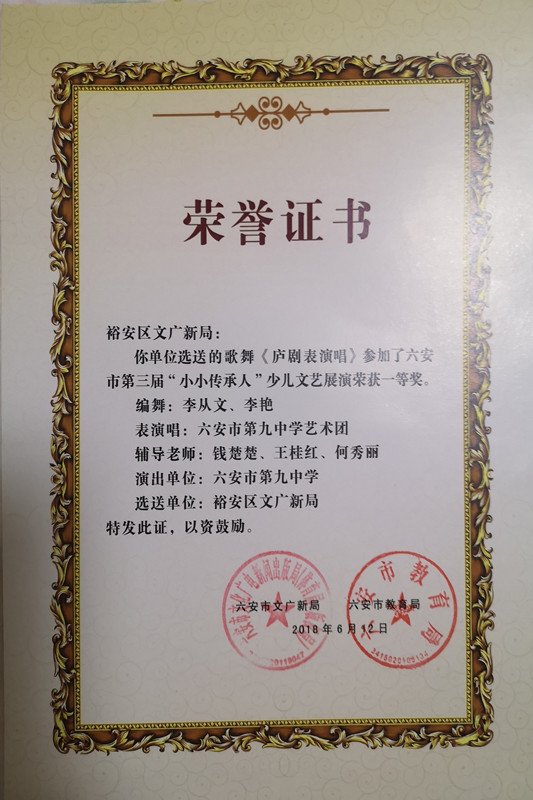 荣誉证书
裕安区文广新局：
你单位选送的歌舞《庐剧表演唱》参加了六安
市第三届“小小传承人”少儿文艺展演荣获一等奖。
编舞：李从文、李艳
表演唱：六安市第九中学艺术团
辅导老师：钱楚楚、王桂红、何秀丽
演出单位：六安市第九中学
选送单位：裕安区文广新局
特发此证，以资鼓励。
六安市文广新局 六安市教育局
2018年6月12日
六安市教育局